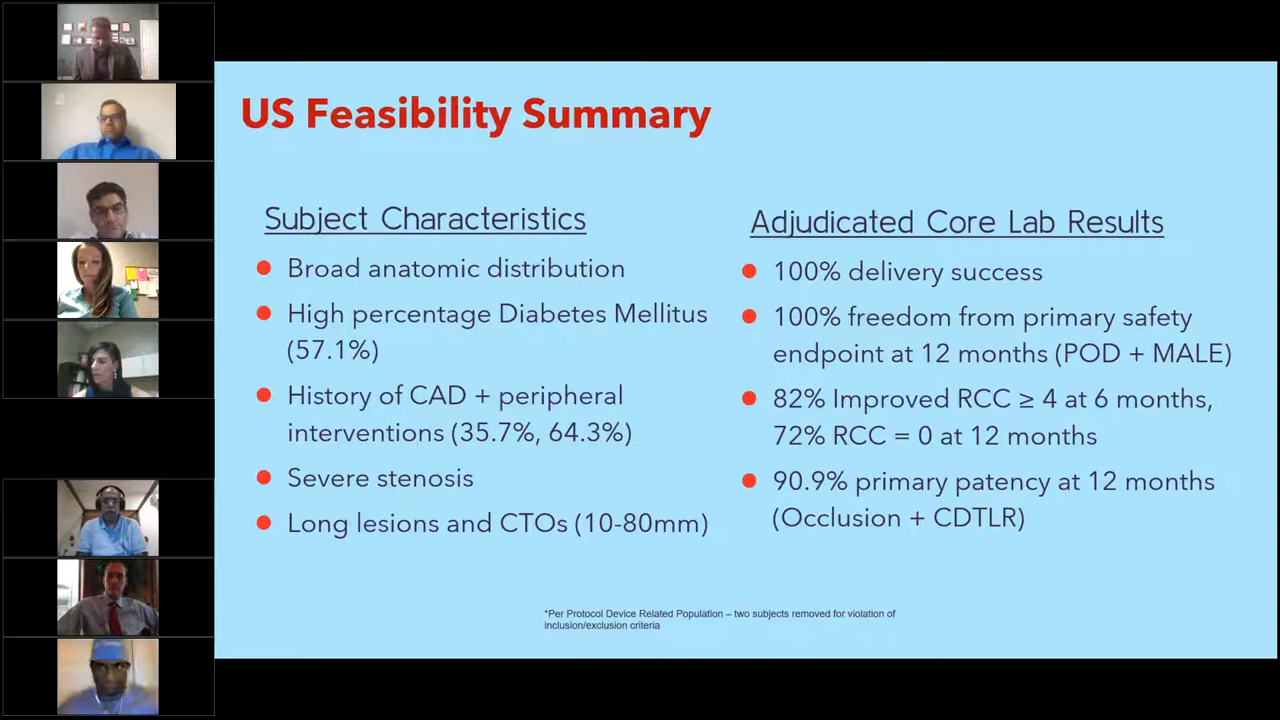 US Feasibility Summary
Subject Characteristics
Broad anatomic distribution
High percentage Diabetes Mellitus
(57.1%)
History of CAD + peripheral
interventions (35.7%, 64.3%)
Severe stenosis
Long lesions and CTOs (10-80mm)
Adjudicated Core Lab Results
100% delivery success
100% freedom from primary safety
endpoint at 12 months (POD + MALE)
82% Improved RCC ≥ 4 at 6 months,
72% RCC = 0 at 12 months
90.9% primary patency at 12 months
(Occlusion + CDTLR)
*Per Protocol Device Related Population – two subjects removed for violation of
inclusion/exclusion criteria